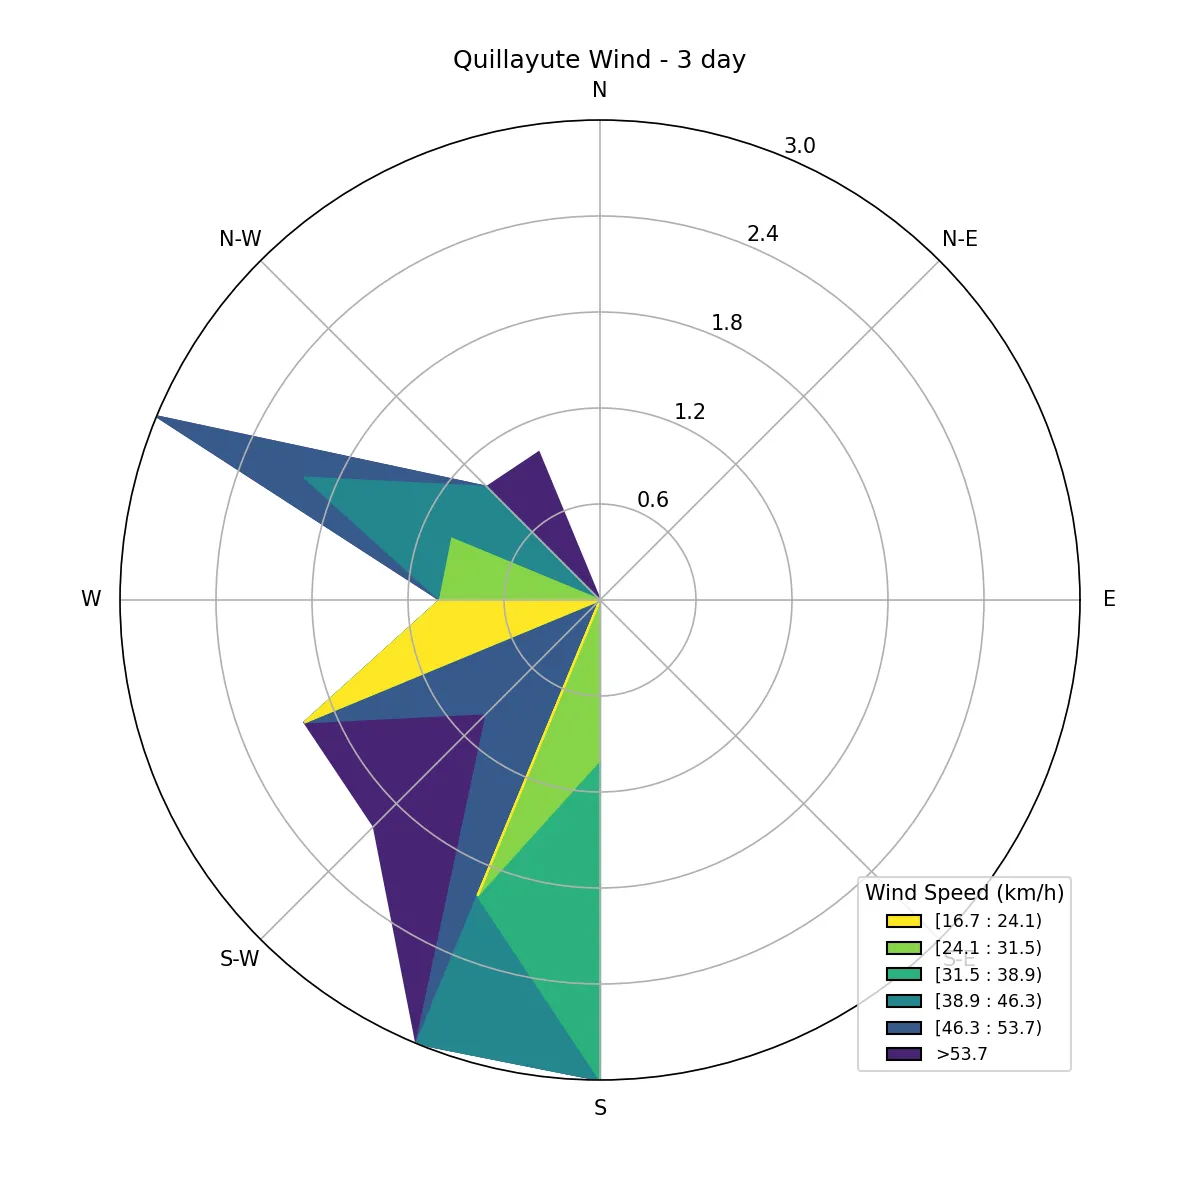 Quillayute Wind - 3 day
N
3.0
N-W
N-E
2.4
1.8
1.2
0.6
W
E
S-W
S-E
S
Wind Speed (km/h)
[16.7 : 24.1)
[24.1 : 31.5)
[31.5 : 38.9)
[38.9 : 46.3)
[46.3 : 53.7)
>53.7